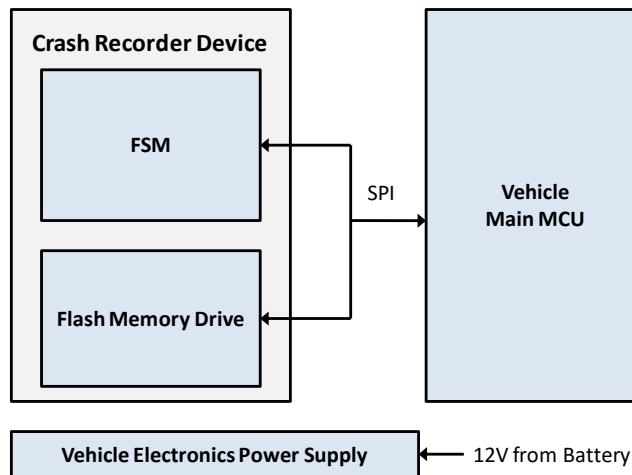 Crash Recorder Device
FSM
SPI
Vehicle
Main MCU
Flash Memory Drive
Vehicle Electronics Power Supply
12V from Battery